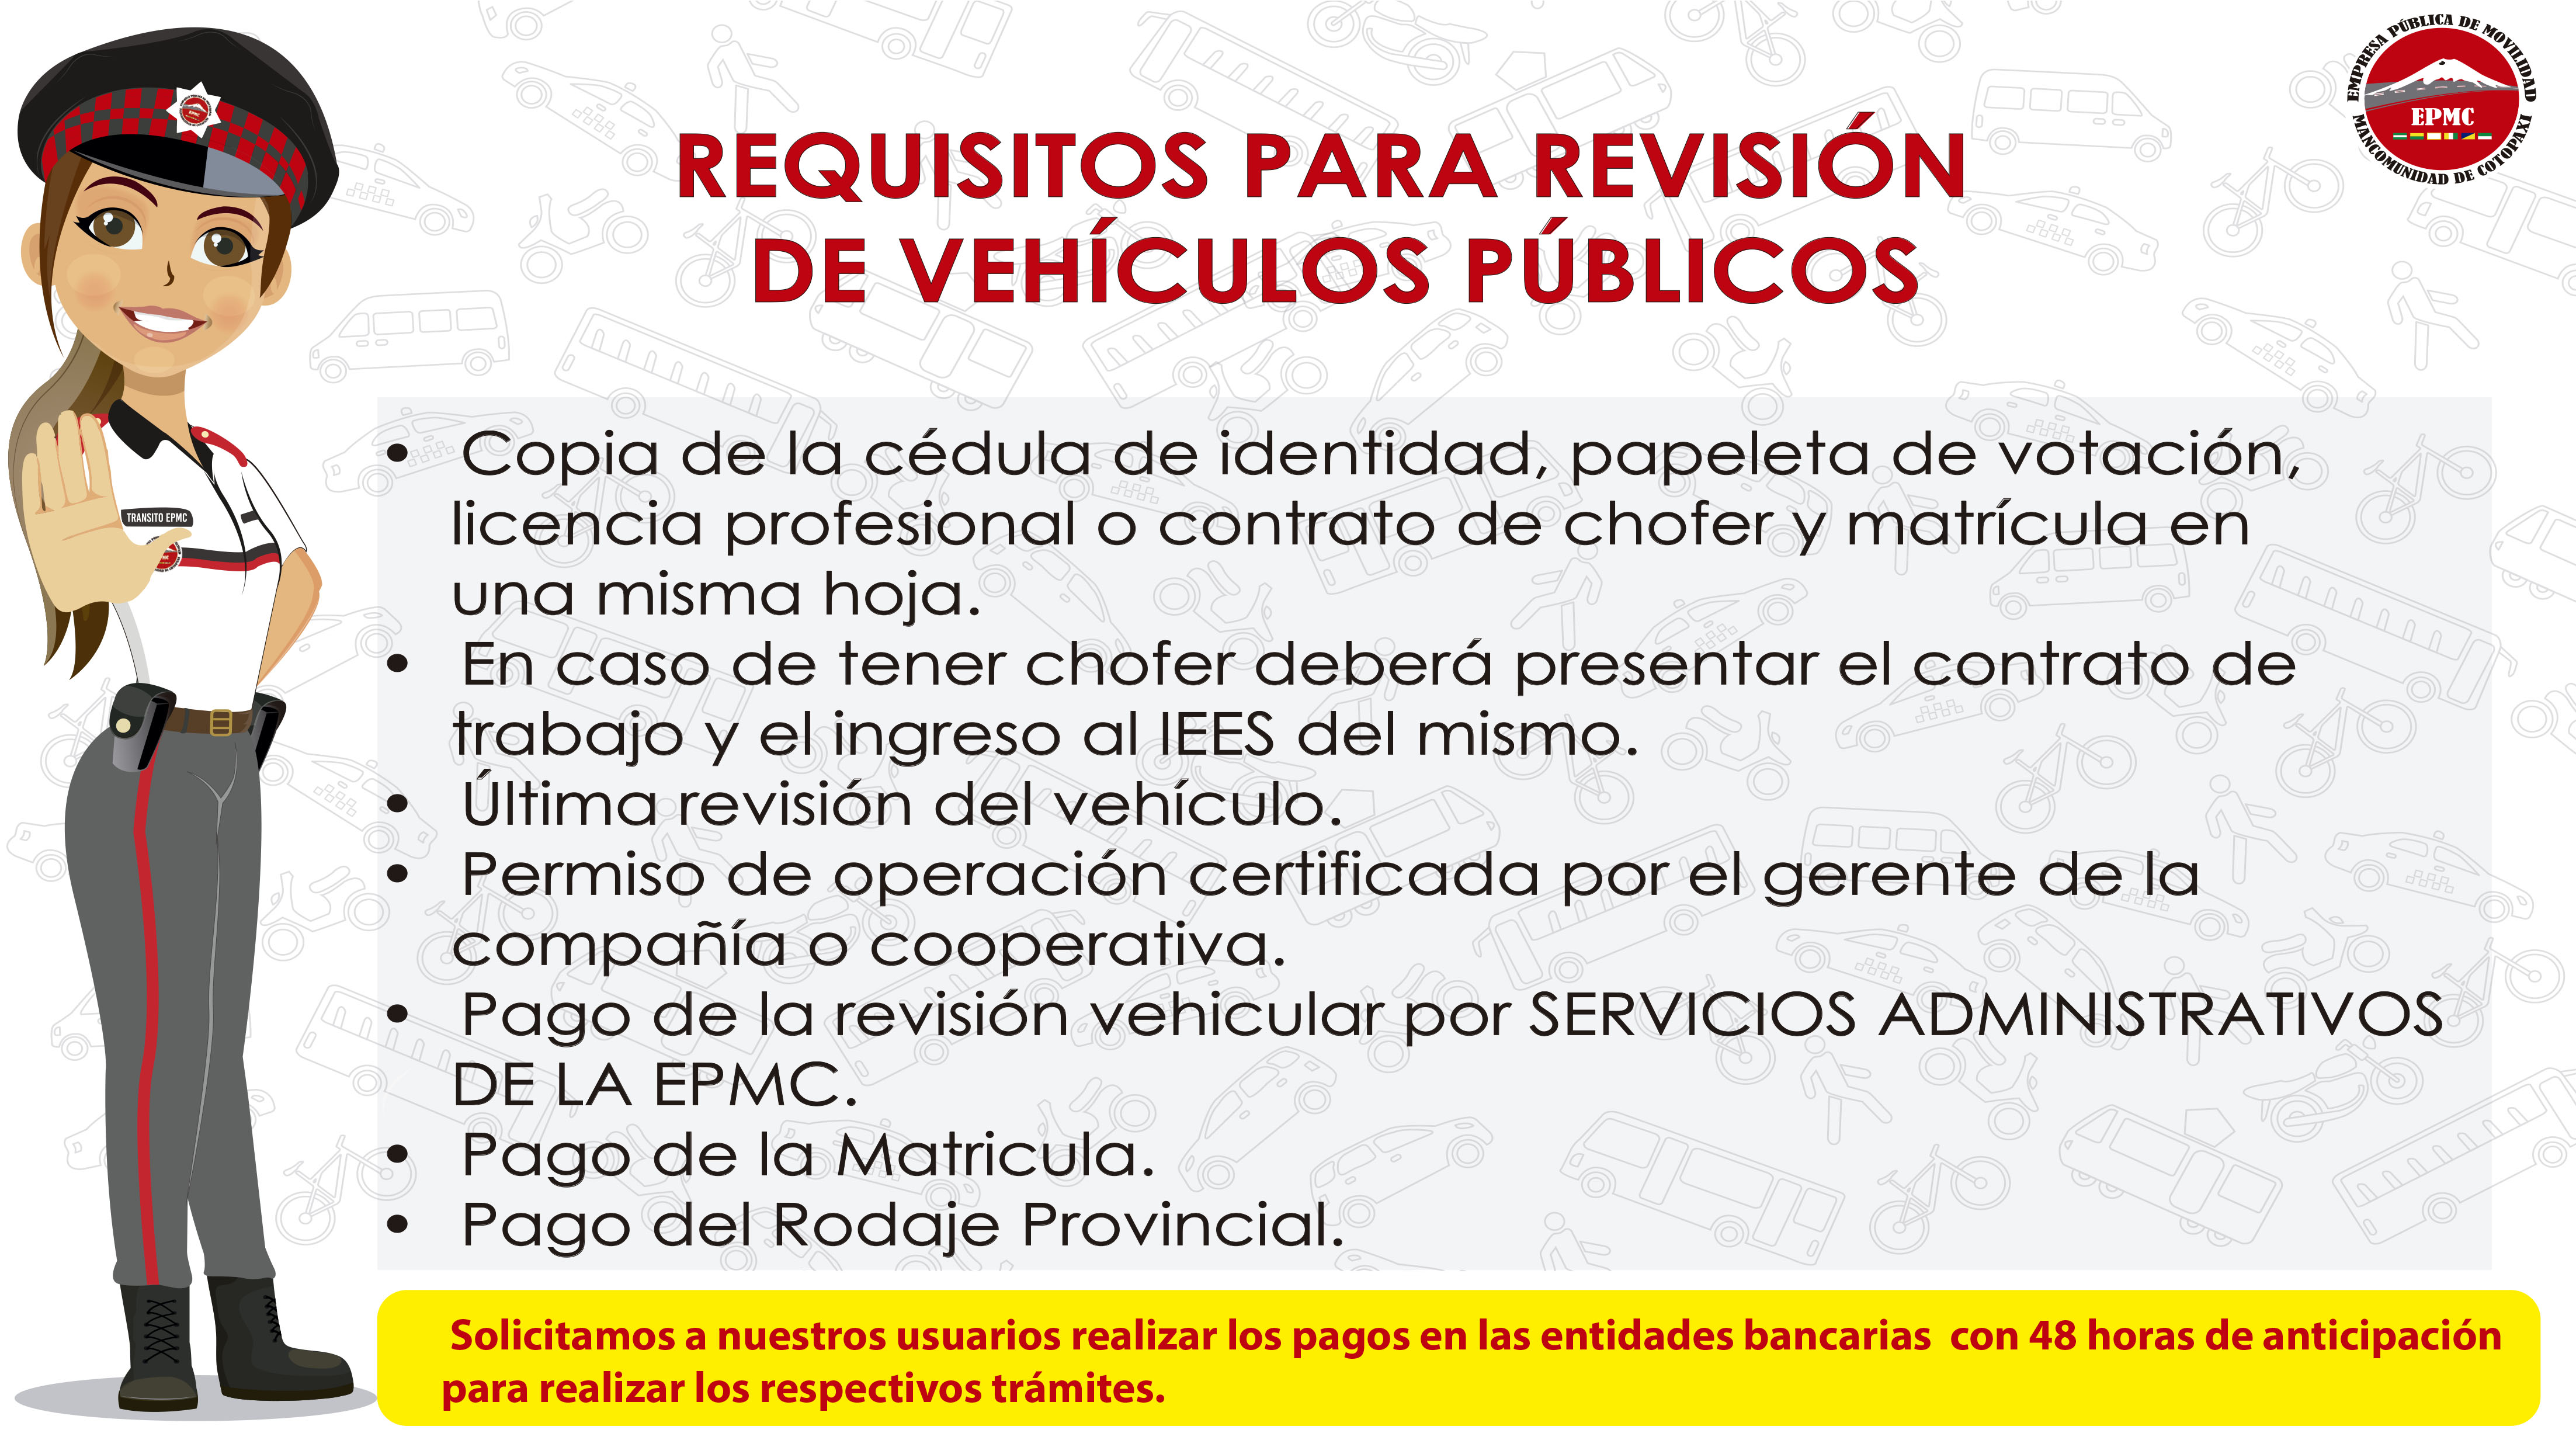 EMPRESA PÚBLICA DE MOVILIDAD
EPMC
MANCOMUNIDAD DE COTOPAXI
REQUISITOS PARA REVISIÓN
DE VEHÍCULOS PÚBLICOS
EPMC
TRANSITO EPMC
• Copia de la cédula de identidad, papeleta de votación,
licencia profesional o contrato de chofer y matrícula en
una misma hoja.
• En caso de tener chofer deberá presentar el contrato de
trabajo y el ingreso al IEES del mismo.
• Última revisión del vehículo.
• Permiso de operación certificada por el gerente de la
compañía o cooperativa.
• Pago de la revisión vehicular por SERVICIOS ADMINISTRATIVOS
DE LA EPMC.
• Pago de la Matricula.
• Pago del Rodaje Provincial.
Solicitamos a nuestros usuarios realizar los pagos en las entidades bancarias con 48 horas de anticipación
para realizar los respectivos trámites.